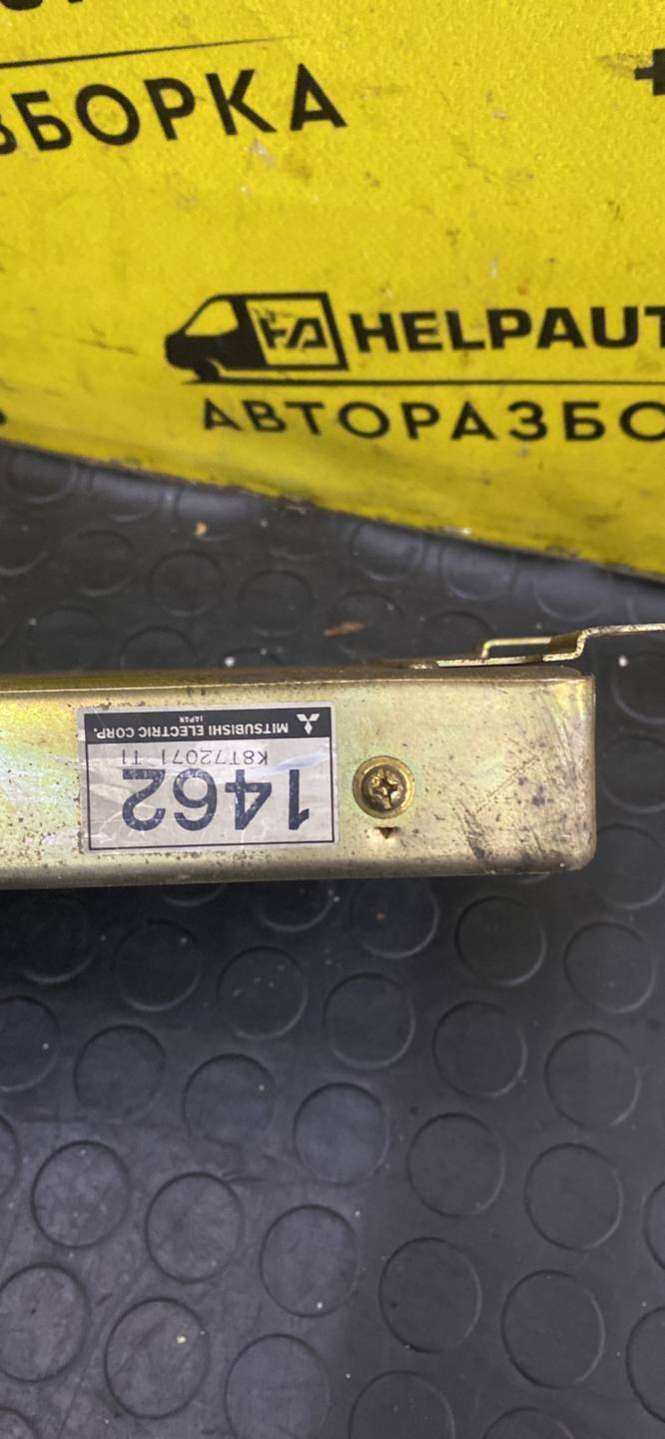 ЗБОРКА
HELPAUT
АВТОРАЗБО
MITSUBISHI ELECTRIC CORP.
JAPAN
K8T72071 T1
1462